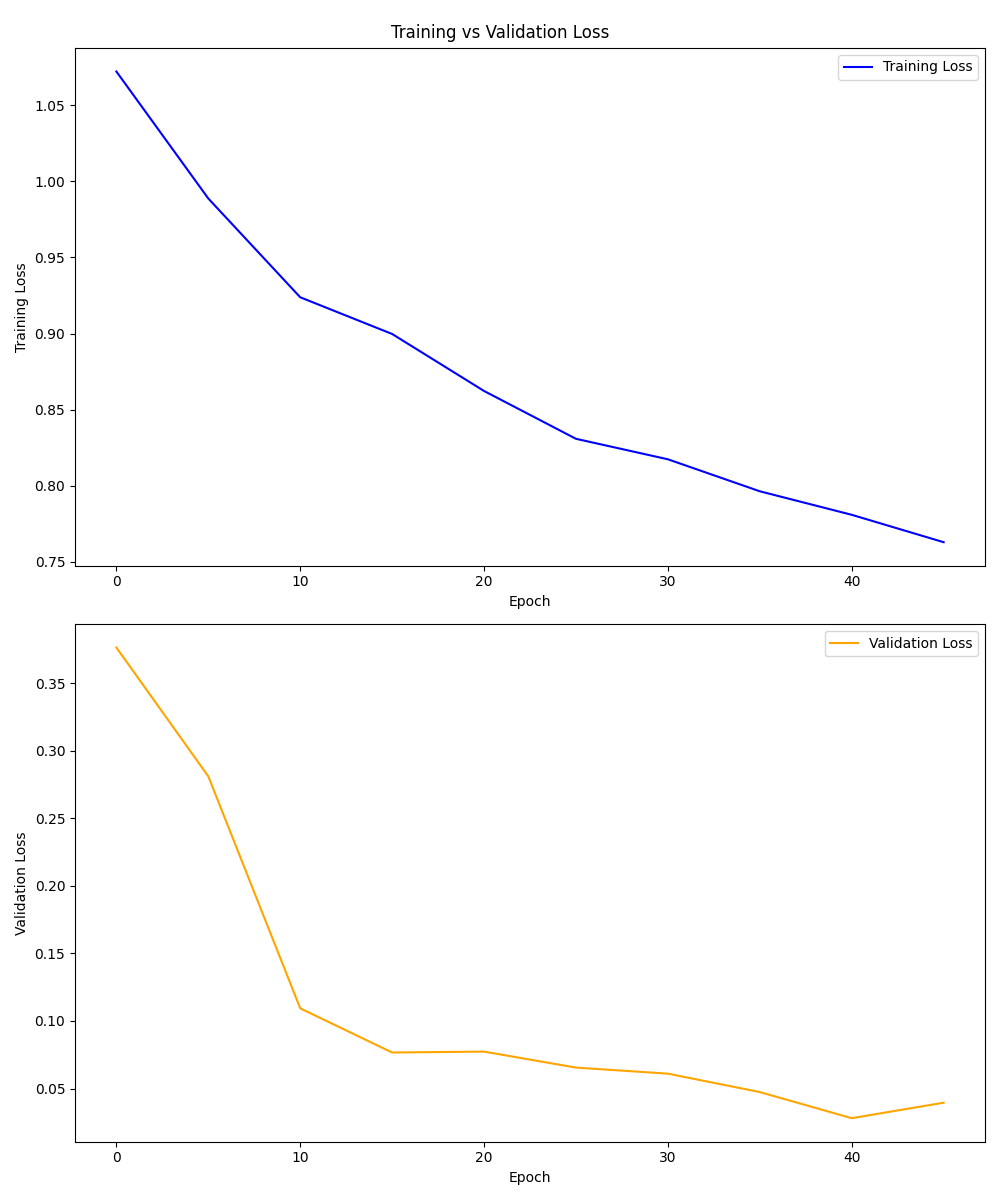 Training vs Validation Loss
Training Loss
1.05
1.00
0.95
0.90
0.85
0.80
0.75
Training Loss
0 10 20 30 40
Epoch
Validation Loss
0.35
0.30
0.25
0.20
0.15
0.10
0.05
Validation Loss
0 10 20 30 40
Epoch